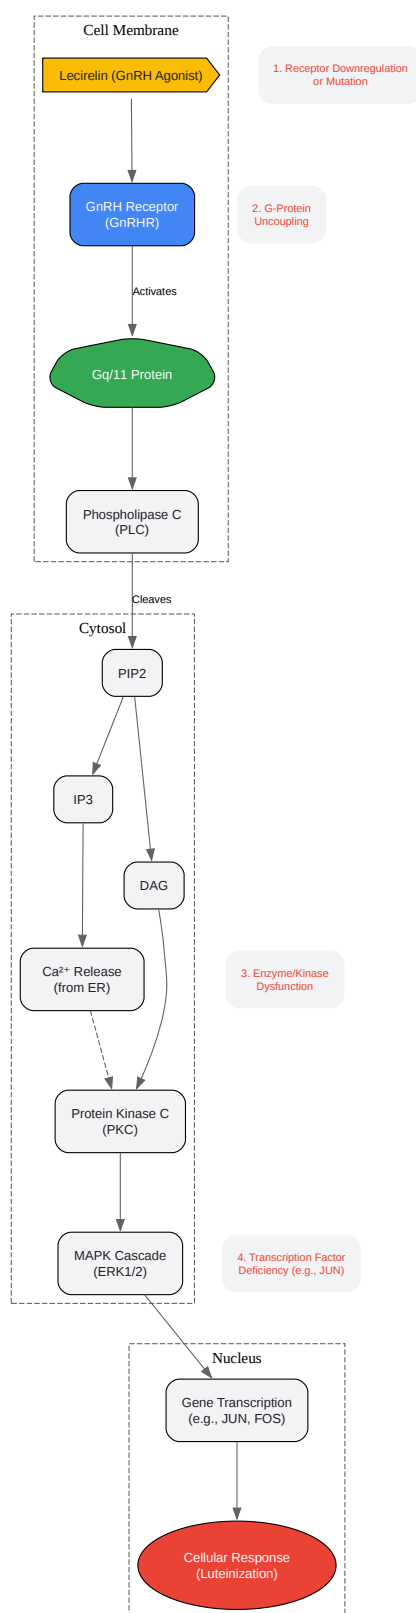 Cell Membrane
Lecirelin (GnRH Agonist)
1. Receptor Downregulation
or Mutation
GnRH Receptor
(GnRHR)
2. G-Protein
Uncoupling
Activates
Gq/11 Protein
Phospholipase C
(PLC)
Cleaves
Cytosol
PIP2
IP3
DAG
Ca²⁺ Release
(from ER)
3. Enzyme/Kinase
Dysfunction
Protein Kinase C
(PKC)
MAPK Cascade
(ERK1/2)
4. Transcription Factor
Deficiency (e.g., JUN)
Nucleus
Gene Transcription
(e.g., JUN, FOS)
Cellular Response
(Luteinization)